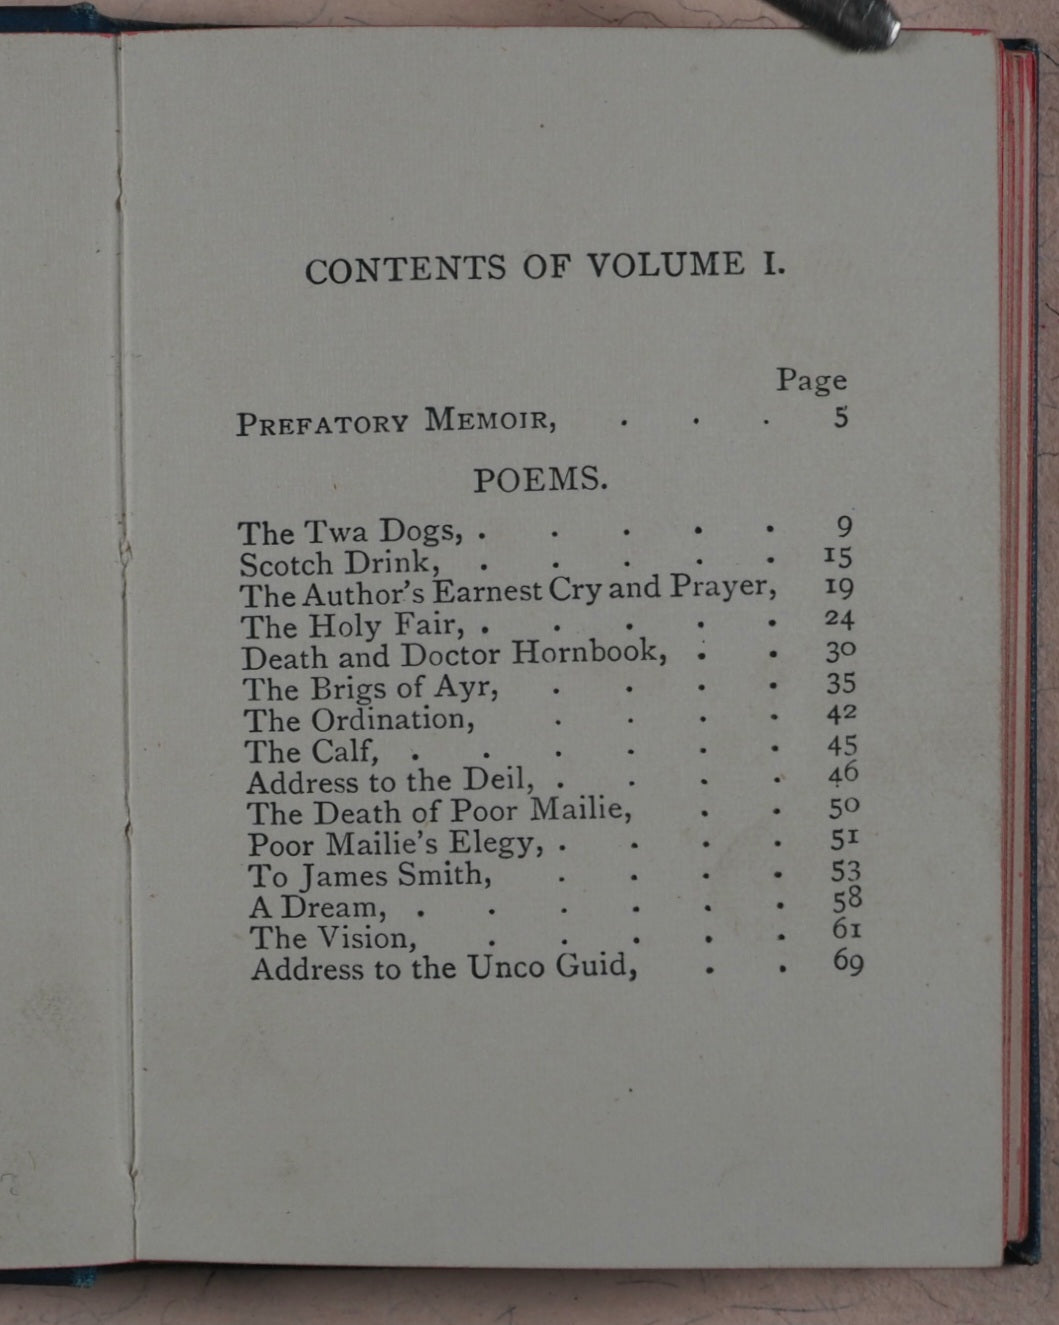 CONTENTS OF VOLUME I.
Page
PREFATORY MEMOIR, . . . 5
POEMS.
The Twa Dogs, . . . . . 9
Scotch Drink, . . . . . 15
The Author's Earnest Cry and Prayer, 19
The Holy Fair, . . . . . 24
Death and Doctor Hornbook, . . 30
The Brigs of Ayr, . . . . 35
The Ordination, . . . . 42
The Calf, . . . . . . 45
Address to the Deil, . . . . 46
The Death of Poor Mailie, . . 50
Poor Mailie's Elegy, . . . . 51
To James Smith, . . . . 53
A Dream, . . . . . . 58
The Vision, . . . . . 61
Address to the Unco Guid, . . 69